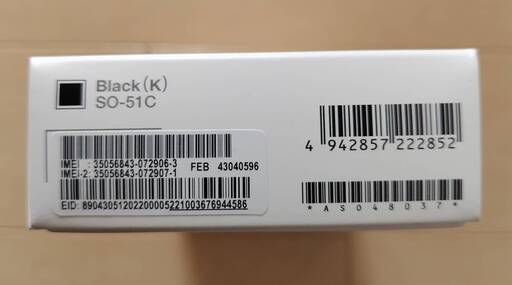 Black(K)
SO-51C
IMEI : 35056843-072906-3
IMEI-2: 35056843-072907-1
FEB 43040596
EID: 89043051202200005221003676944586
4 942857 222852
*AS048037*